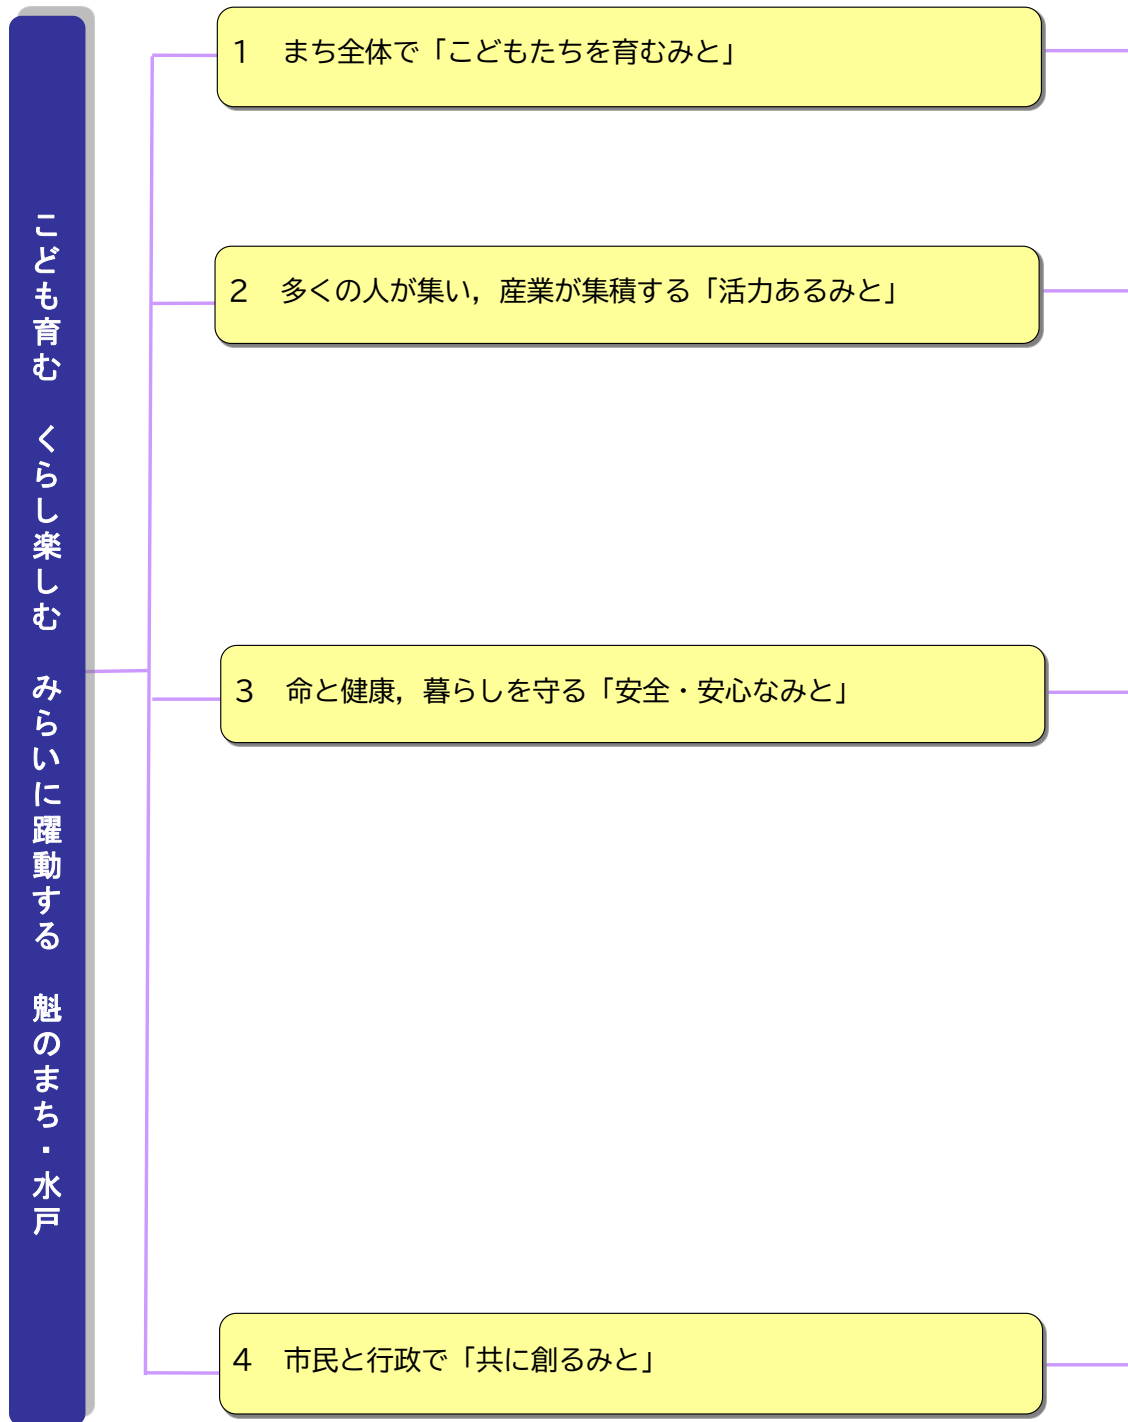 こども育む　くらし楽しむ　みらいに躍動する　魁のまち・水戸
1　まち全体で「こどもたちを育むみと」
2　多くの人が集い，産業が集積する「活力あるみと」
3　命と健康，暮らしを守る「安全・安心なみと」
4　市民と行政で「共に創るみと」